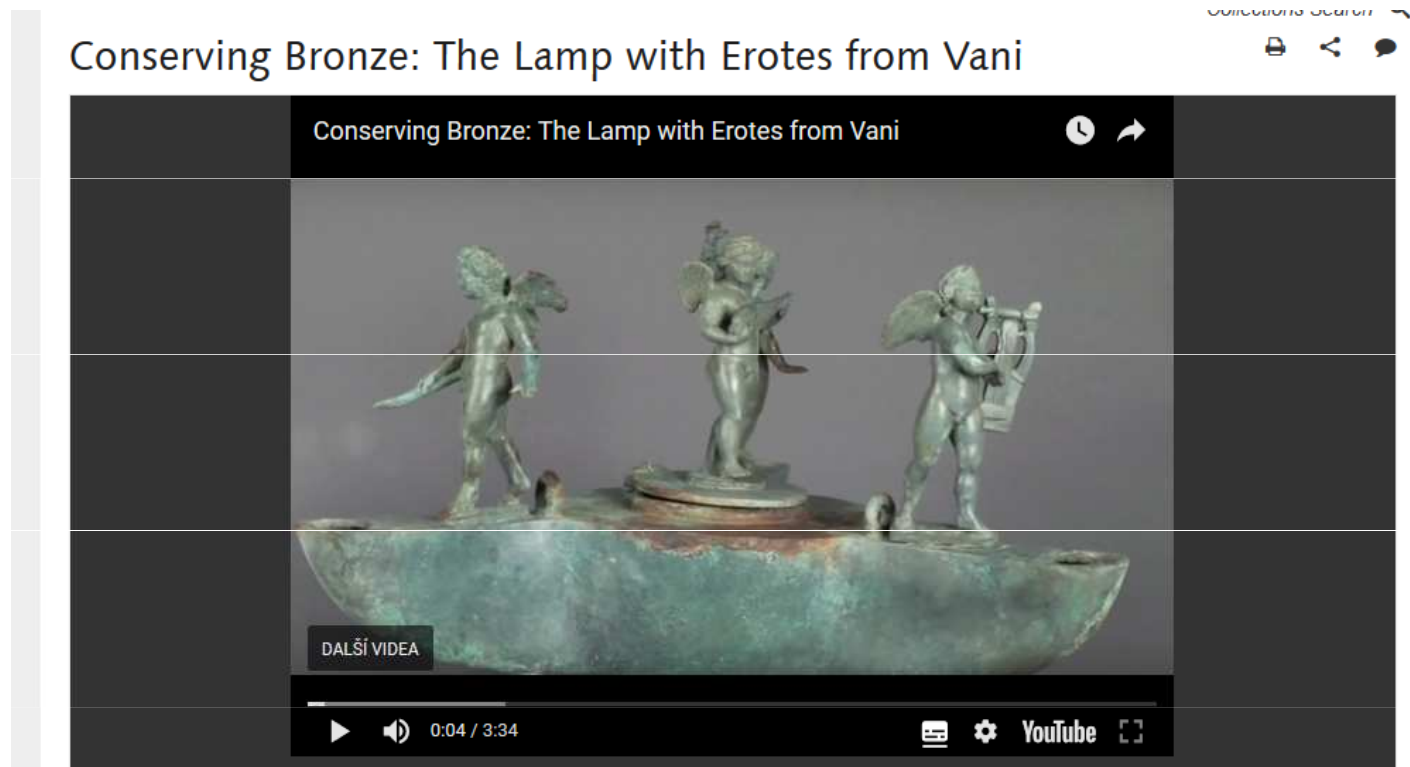 Collections Search
Conserving Bronze: The Lamp with Erotes from Vani
Conserving Bronze: The Lamp with Erotes from Vani
DALŠÍ VIDEA
0:04 / 3:34
YouTube